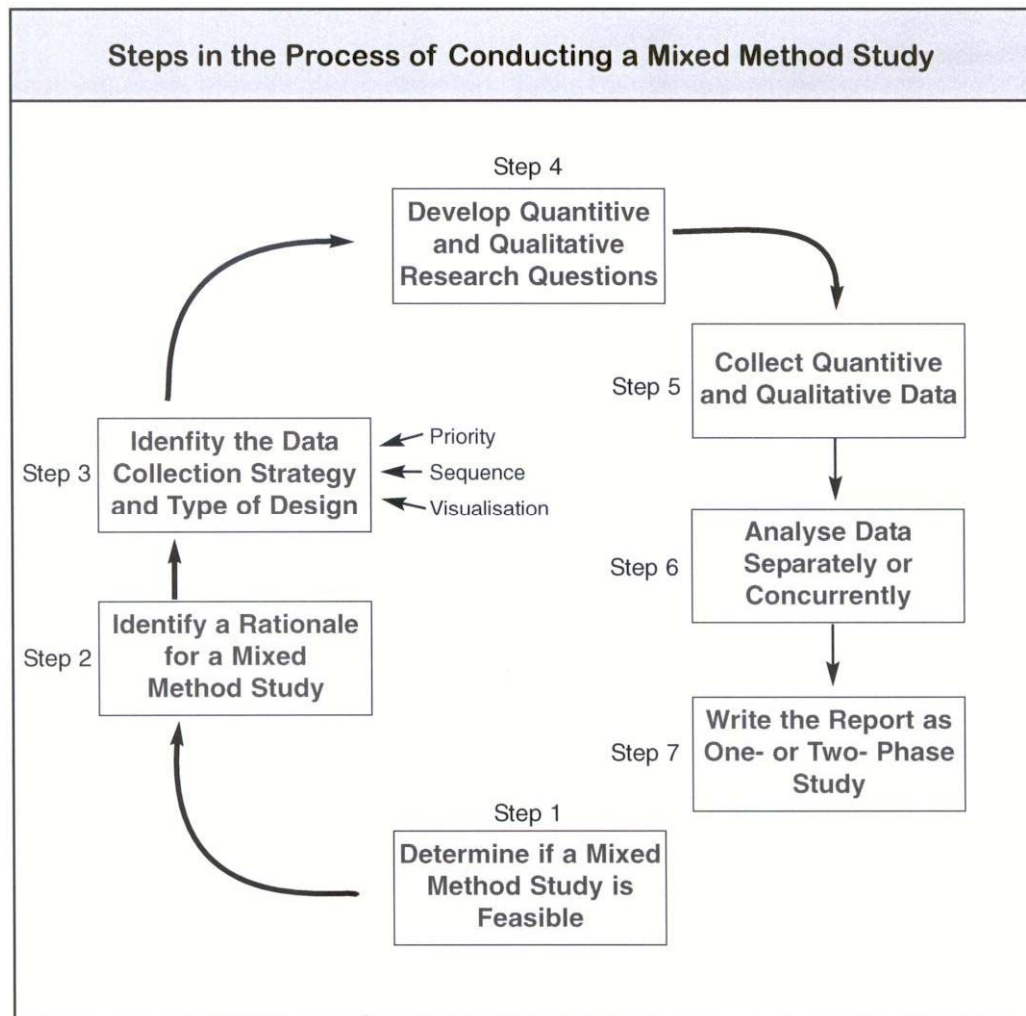 Steps in the Process of Conducting a Mixed Method Study
Step 4
Develop Quantitive
and Qualitative
Research Questions
Step 5
Collect Quantitive
and Qualitative Data
Step 3
Idenfity the Data
Collection Strategy
and Type of Design
Priority
Sequence
Visualisation
Step 6
Analyse Data
Separately or
Concurrently
Step 2
Identify a Rationale
for a Mixed
Method Study
Step 7
Write the Report as
One- or Two- Phase
Study
Step 1
Determine if a Mixed
Method Study is
Feasible